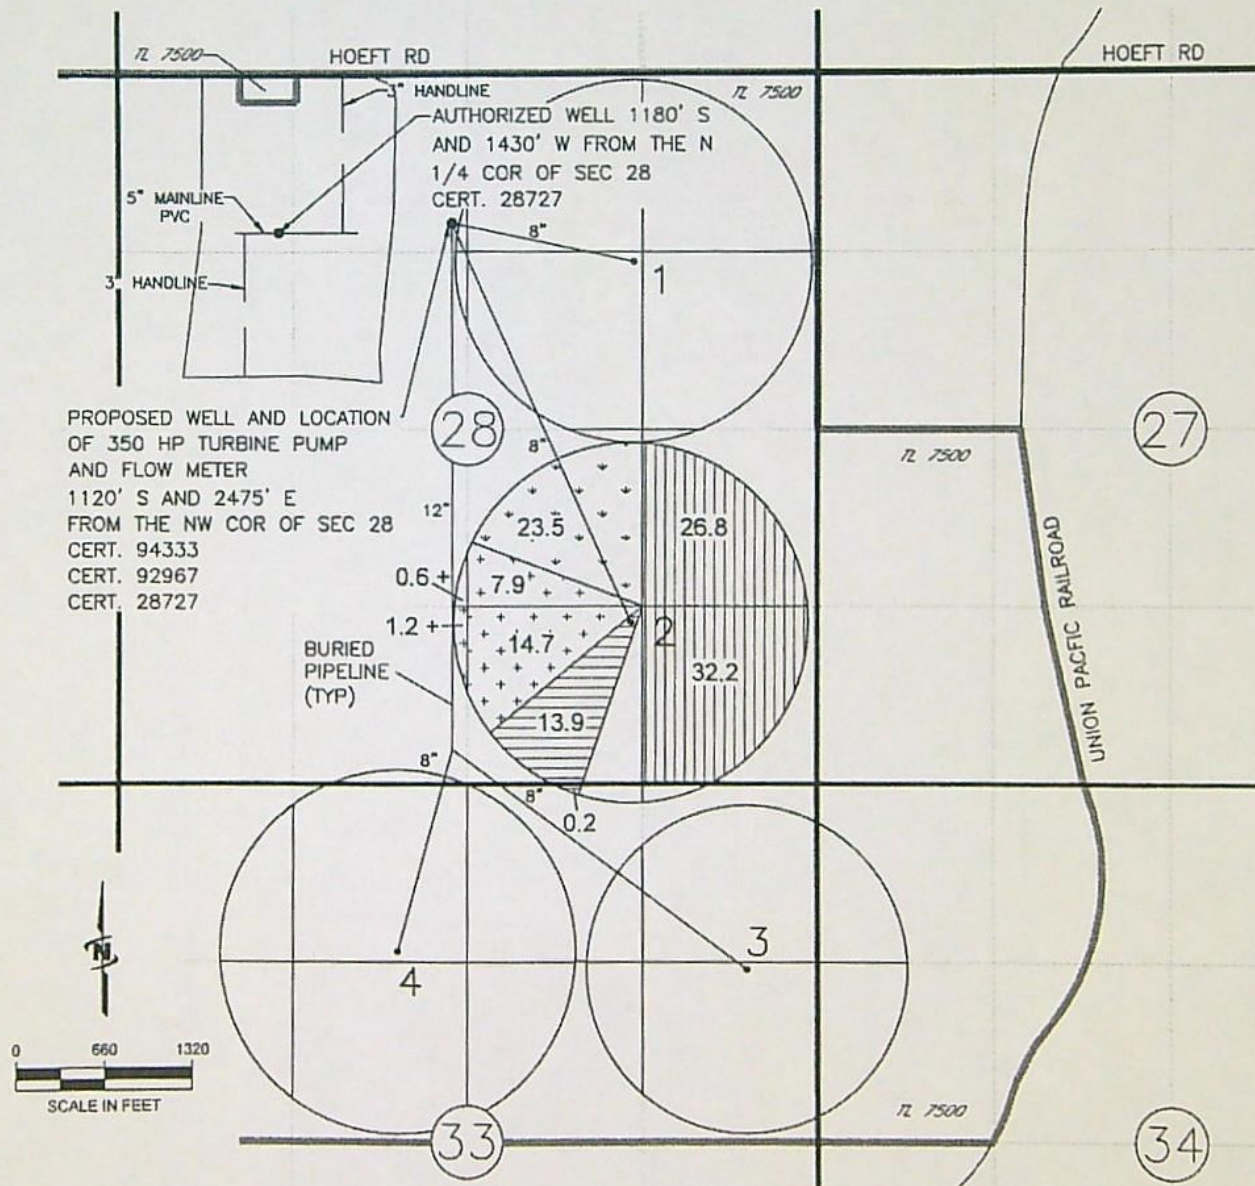 TL 7500
HOEFT RD
HOEFT RD
3" HANDLINE
TL 7500
AUTHORIZED WELL 1180' S
AND 1430' W FROM THE N
1/4 COR OF SEC 28
CERT. 28727
5" MAINLINE
PVC
8"
1
3" HANDLINE
PROPOSED WELL AND LOCATION
OF 350 HP TURBINE PUMP
AND FLOW METER
1120' S AND 2475' E
FROM THE NW COR OF SEC 28
CERT. 94333
CERT. 92967
CERT. 28727
28
27
8"
TL 7500
12"
23.5
26.8
0.6 +
7.9
1.2 +
14.7
2
32.2
BURIED
PIPELINE
(TYP)
13.9
UNION PACFIC RAILROAD
8"
8"
0.2
3
4
N
0 660 1320
SCALE IN FEET
TL 7500
33
34